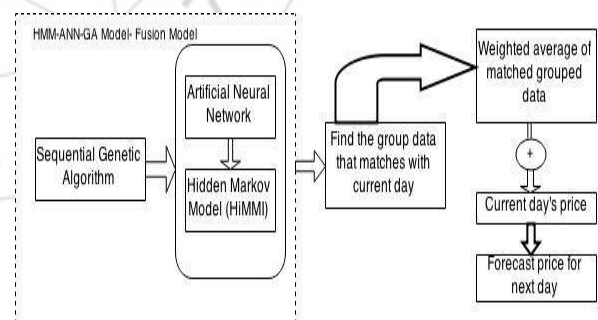 HMM-ANN-GA Model- Fusion Model
Sequential Genetic
Algorithm
Artificial Neural
Network
Hidden Markov
Model (HiMMI)
Find the group data
that matches with
current day
Weighted average of
matched grouped
data
+
Current day's price
Forecast price for
next day